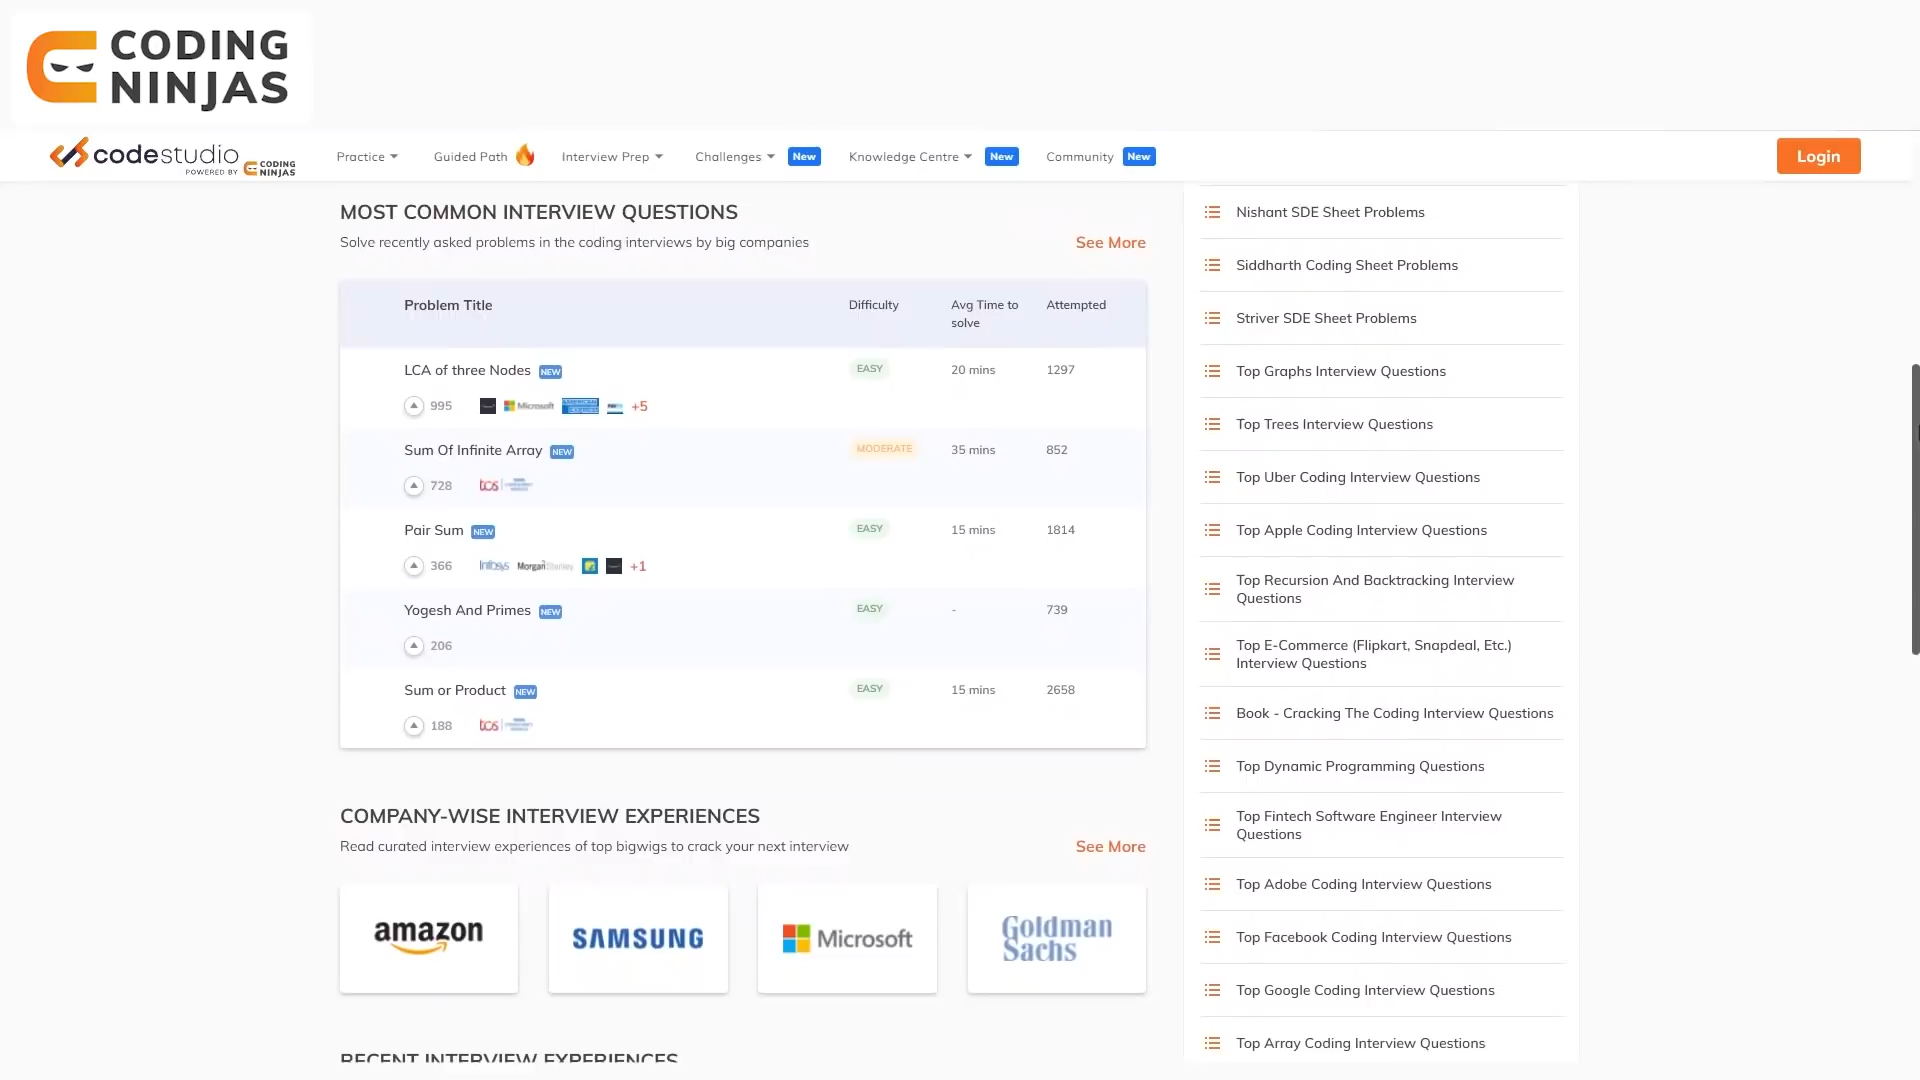 CODING
NINJAS
codestudio
POWERED BY CODING NINJAS
Practice
Guided Path
Interview Prep
Challenges New
Knowledge Centre New
Community New
Login
MOST COMMON INTERVIEW QUESTIONS
Solve recently asked problems in the coding interviews by big companies
See More
Problem Title
Difficulty
Avg Time to
solve
Attempted
LCA of three Nodes NEW
EASY
20 mins
1297
995
Microsoft
+5
Sum Of Infinite Array NEW
MODERATE
35 mins
852
728
tcs
Pair Sum NEW
EASY
15 mins
1814
366
Infosys
Morgan Stanley
+1
Yogesh And Primes NEW
EASY
-
739
206
Sum or Product NEW
EASY
15 mins
2658
188
tcs
COMPANY-WISE INTERVIEW EXPERIENCES
Read curated interview experiences of top bigwigs to crack your next interview
See More
amazon
SAMSUNG
Microsoft
Goldman
Sachs
RECENT INTERVIEW EXPERIENCES
Nishant SDE Sheet Problems
Siddharth Coding Sheet Problems
Striver SDE Sheet Problems
Top Graphs Interview Questions
Top Trees Interview Questions
Top Uber Coding Interview Questions
Top Apple Coding Interview Questions
Top Recursion And Backtracking Interview
Questions
Top E-Commerce (Flipkart, Snapdeal, Etc.)
Interview Questions
Book - Cracking The Coding Interview Questions
Top Dynamic Programming Questions
Top Fintech Software Engineer Interview
Questions
Top Adobe Coding Interview Questions
Top Facebook Coding Interview Questions
Top Google Coding Interview Questions
Top Array Coding Interview Questions